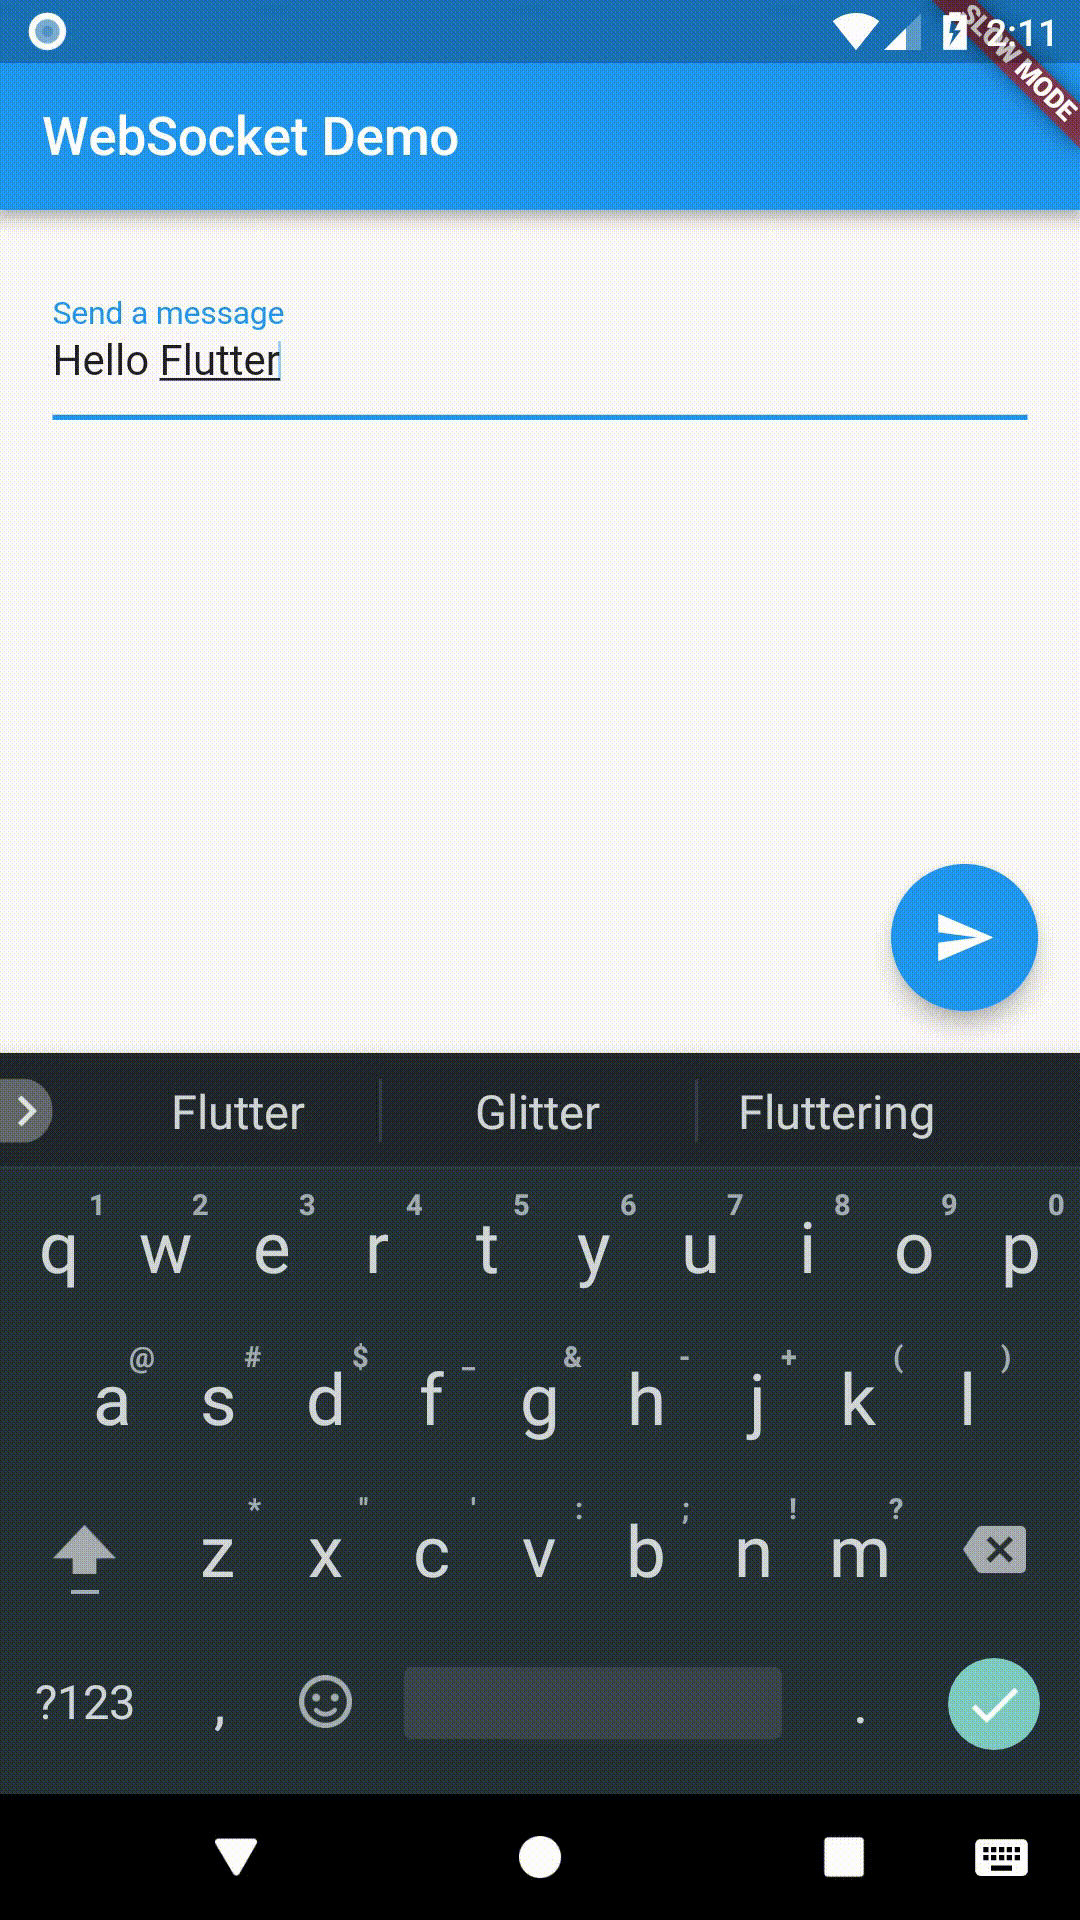 2:11
SLOW MODE
WebSocket Demo
Send a message
Hello Flutter
Flutter Glitter Fluttering
1 2 3 4 5 6 7 8 9 0
q w e r t y u i o p
@ # $ _ & - + ( )
a s d f g h j k l
* " ' : ; ! ?
z x c v b n m
?123 , .